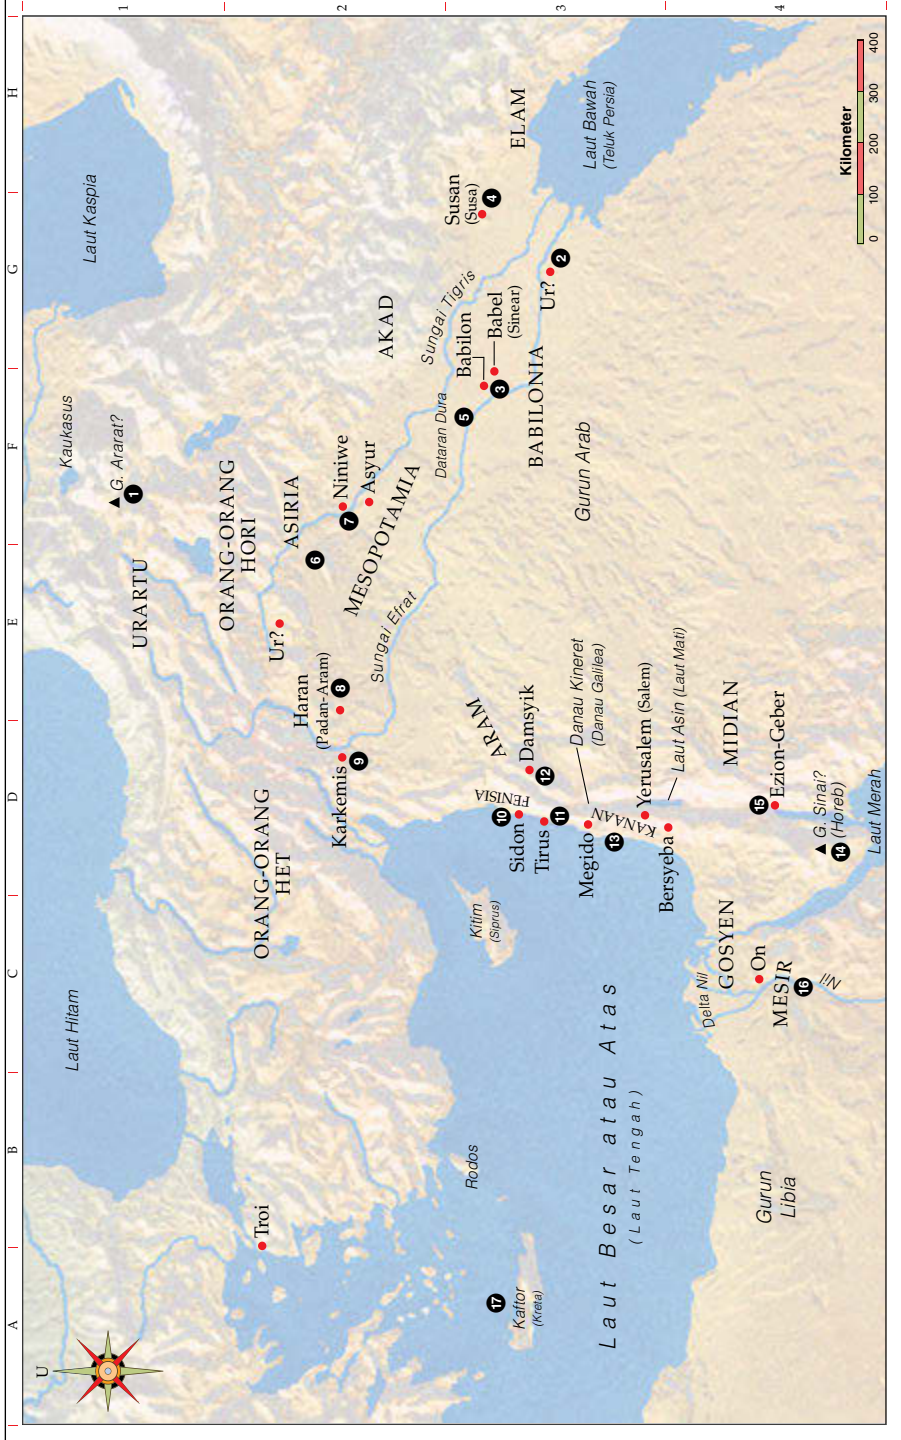 A
B
C
D
E
F
G
H
1
2
3
4
U
Laut Hitam
Kaukasus
Laut Kaspia
▲ G. Ararat?
1
URARTU
ORANG-ORANG
HORI
Troi
ORANG-ORANG
HET
Ur?
ASIRIA
6
Niniwe
7
Asyur
AKAD
Haran
(Padan-Aram)
8
Karkemis
9
MESOPOTAMIA
Sungai Efrat
Sungai Tigris
Dataran Dura
5
Babilon
Babel
(Sinear)
3
Susan
(Susa)
4
ELAM
Ur?
2
BABILONIA
Laut Bawah
(Teluk Persia)
Gurun Arab
17
Kaftor
(Kreta)
Rodos
Kitim
(Siprus)
ARAM
FENISIA
10
Sidon
Tirus
11
Damsyik
12
Danau Kineret
(Danau Galilea)
Megido
13
KANAAN
Yerusalem (Salem)
Bersyeba
Laut Asin (Laut Mati)
Laut Besar atau Atas
(Laut Tengah)
Delta Nil
GOSYEN
On
MESIR
16
Nil
MIDIAN
15
Ezion-Geber
▲ G. Sinai?
(Horeb)
14
Laut Merah
Gurun
Libia
Kilometer
0 100 200 300 400